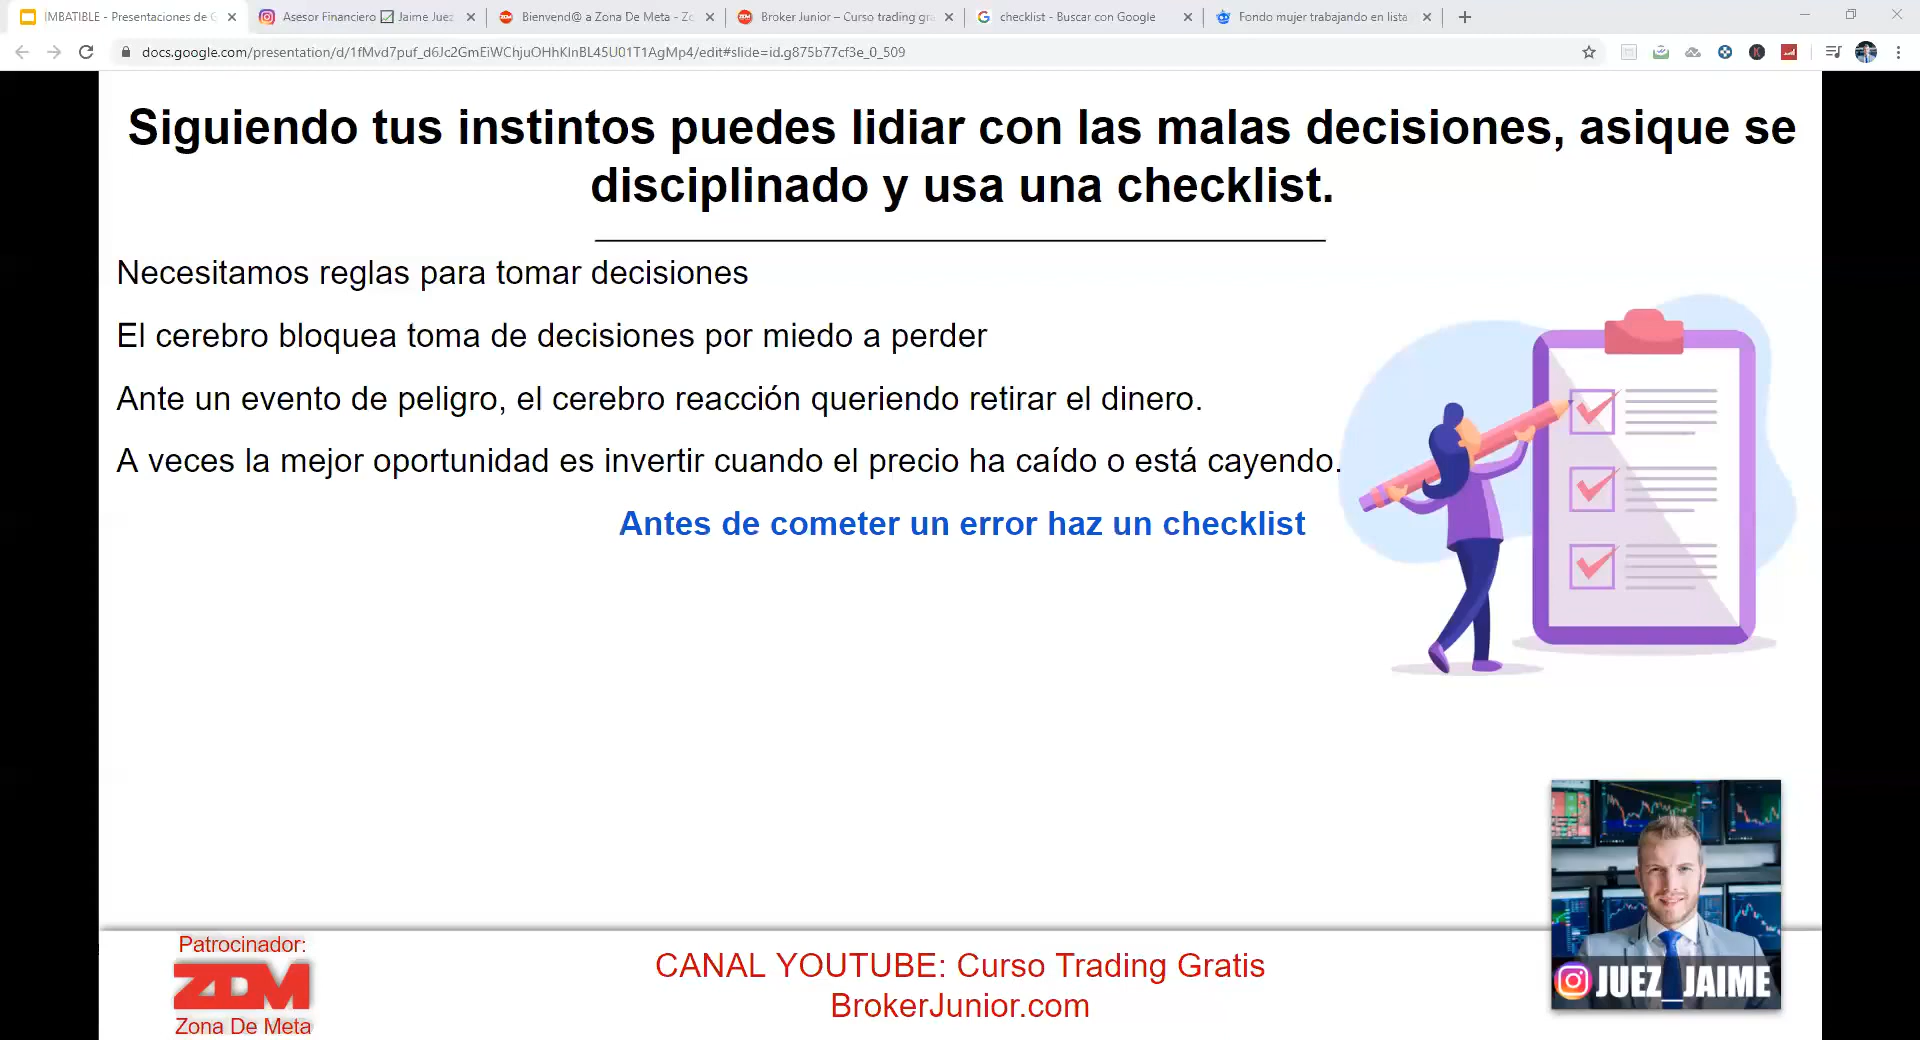 IMBATIBLE - Presentaciones de G
Asesor Financiero ✅ Jaime Juez
Bienvend@ a Zona De Meta - Zo
Broker Junior – Curso trading gra
checklist - Buscar con Google
Fondo mujer trabajando en lista
docs.google.com/presentation/d/1fMvd7puf_d6Jc2GmEiWChjuOHhKlnBL45U01T1AgMp4/edit#slide=id.g875b77cf3e_0_509
Siguiendo tus instintos puedes lidiar con las malas decisiones, asique se
disciplinado y usa una checklist.
Necesitamos reglas para tomar decisiones
El cerebro bloquea toma de decisiones por miedo a perder
Ante un evento de peligro, el cerebro reacción queriendo retirar el dinero.
A veces la mejor oportunidad es invertir cuando el precio ha caído o está cayendo.
Antes de cometer un error haz un checklist
Patrocinador:
ZDM
Zona De Meta
CANAL YOUTUBE: Curso Trading Gratis
BrokerJunior.com
JUEZ_JAIME